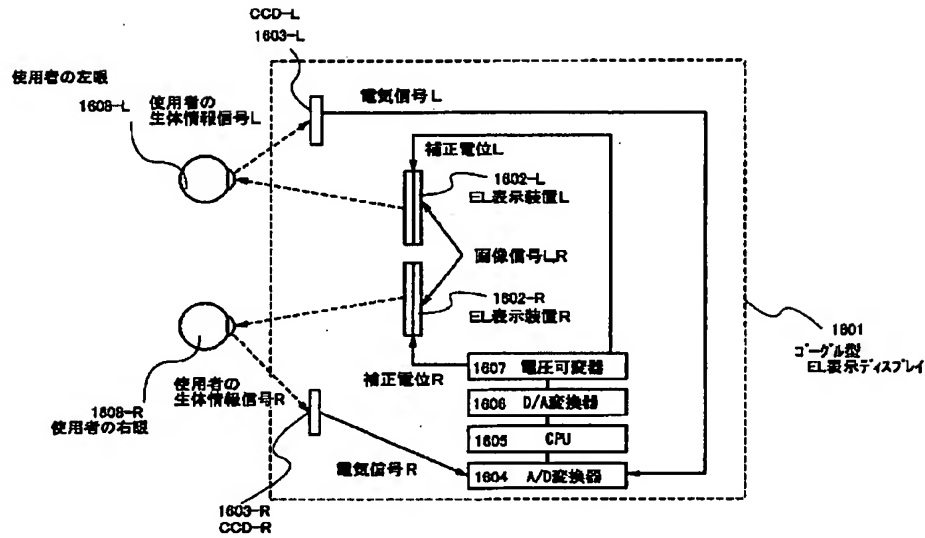 CCD-L
1603-L
使用者の左眼
1608-L
使用者の
生体情報信号L
電気信号L
補正電位L
1602-L
EL表示装置L
画像信号L,R
1602-R
EL表示装置R
1601
ゴーグル型
EL表示ディスプレイ
補正電位R
1607 電圧可変器
1606 D/A変換器
1605 CPU
1604 A/D変換器
使用者の
生体情報信号R
1608-R
使用者の右眼
電気信号R
1603-R
CCD-R